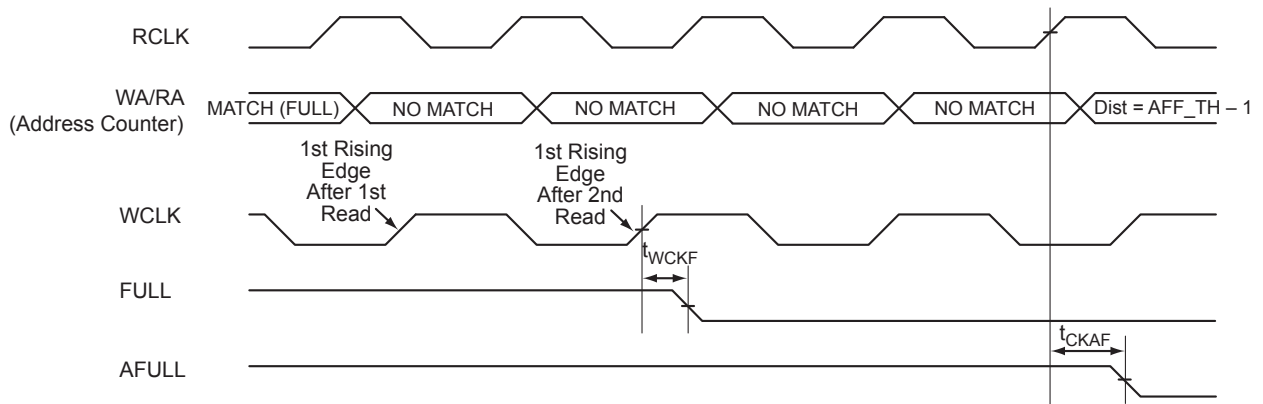 RCLK
WA/RA
(Address Counter)
MATCH (FULL)
NO MATCH
NO MATCH
NO MATCH
NO MATCH
Dist = AFF_TH – 1
1st Rising
Edge
After 1st
Read
1st Rising
Edge
After 2nd
Read
WCLK
tWCKF
FULL
tCKAF
AFULL